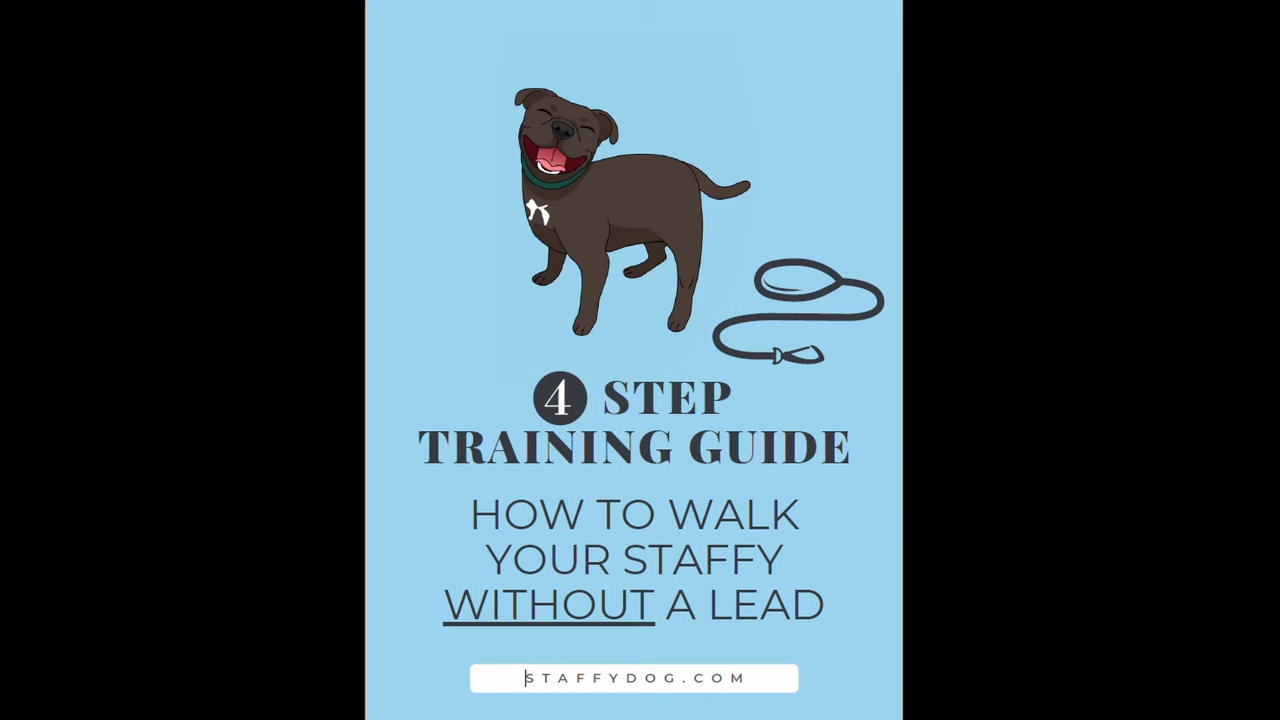 4 STEP
TRAINING GUIDE
HOW TO WALK
YOUR STAFFY
WITHOUT A LEAD
STAFFYDOG.COM